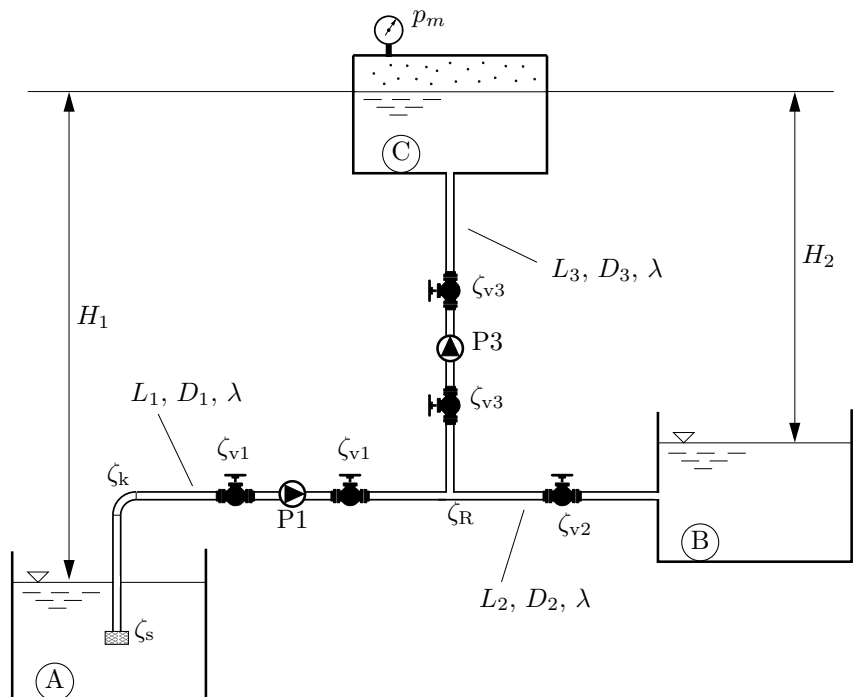 p_m
C
H_1
H_2
L_3, D_3, λ
ζ_v3
P3
L_1, D_1, λ
ζ_v3
ζ_v1
ζ_v1
ζ_k
P1
ζ_R
ζ_v2
B
L_2, D_2, λ
ζ_s
A